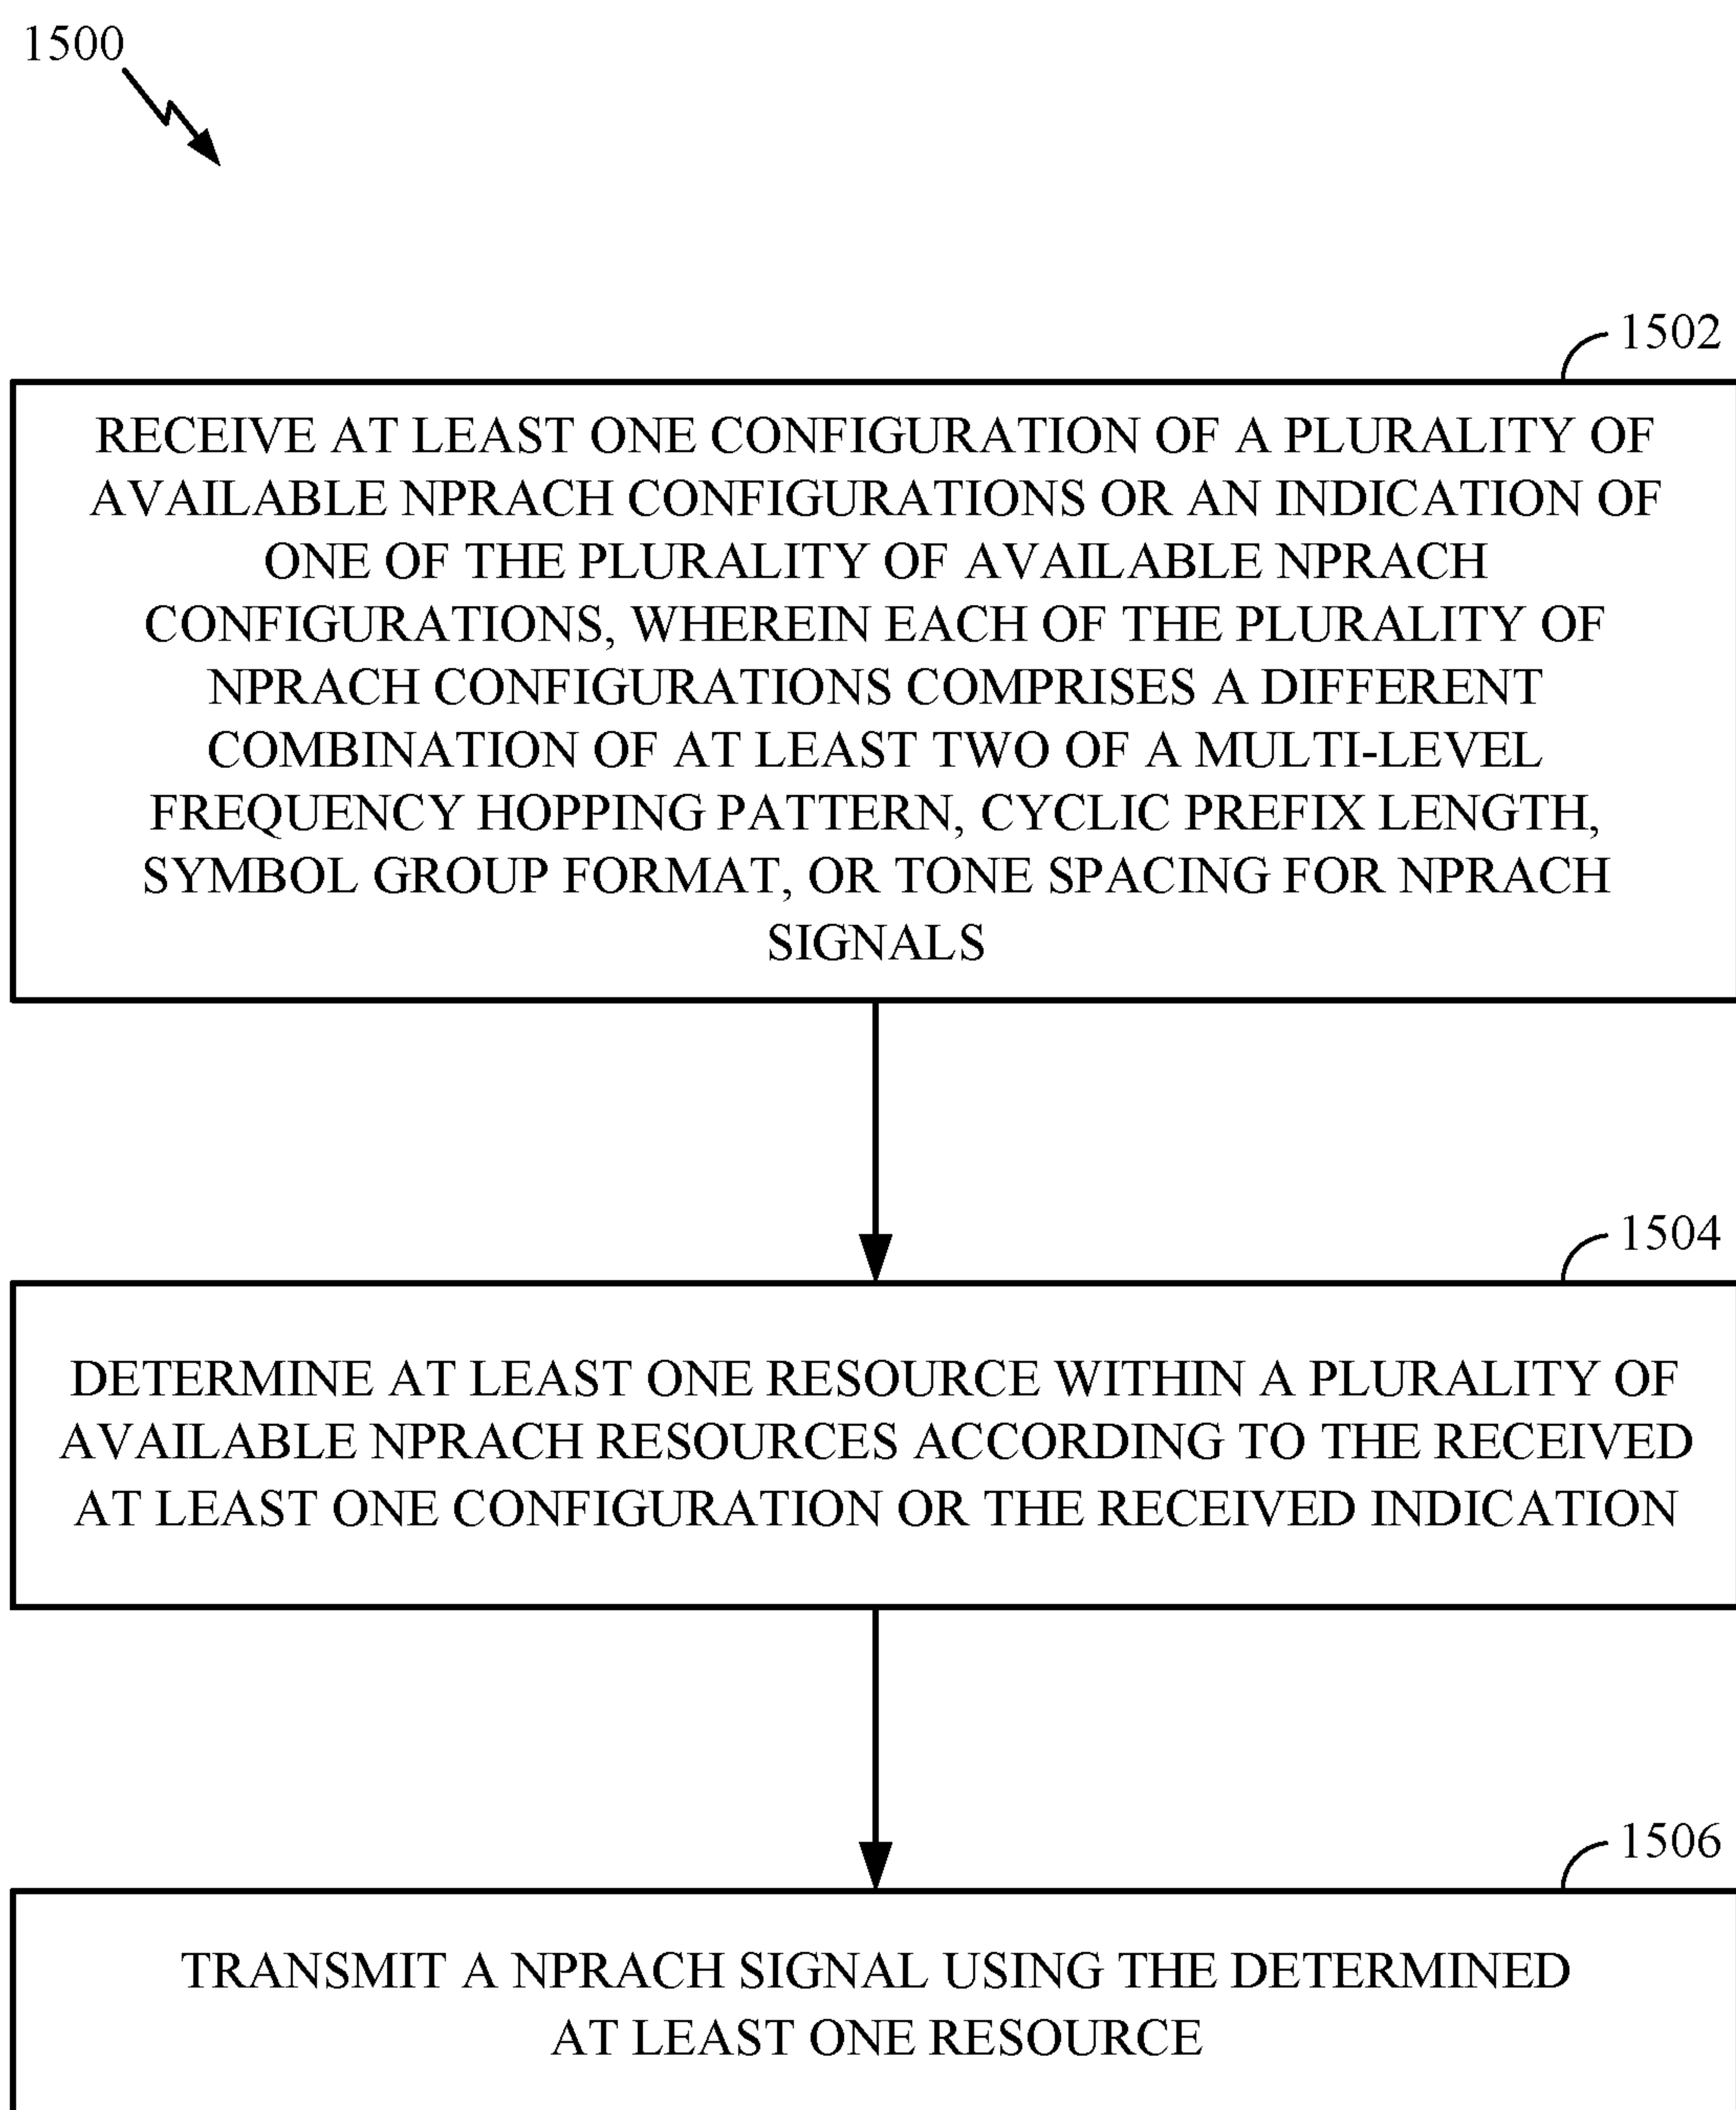 1500
1502
RECEIVE AT LEAST ONE CONFIGURATION OF A PLURALITY OF
AVAILABLE NPRACH CONFIGURATIONS OR AN INDICATION OF
ONE OF THE PLURALITY OF AVAILABLE NPRACH
CONFIGURATIONS, WHEREIN EACH OF THE PLURALITY OF
NPRACH CONFIGURATIONS COMPRISES A DIFFERENT
COMBINATION OF AT LEAST TWO OF A MULTI-LEVEL
FREQUENCY HOPPING PATTERN, CYCLIC PREFIX LENGTH,
SYMBOL GROUP FORMAT, OR TONE SPACING FOR NPRACH
SIGNALS
1504
DETERMINE AT LEAST ONE RESOURCE WITHIN A PLURALITY OF
AVAILABLE NPRACH RESOURCES ACCORDING TO THE RECEIVED
AT LEAST ONE CONFIGURATION OR THE RECEIVED INDICATION
1506
TRANSMIT A NPRACH SIGNAL USING THE DETERMINED
AT LEAST ONE RESOURCE